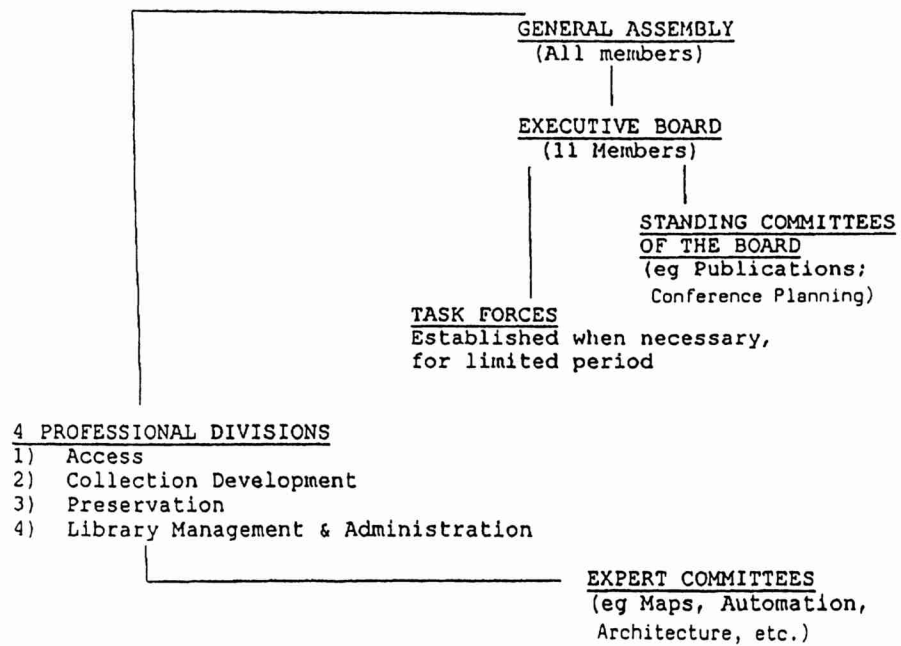 GENERAL ASSEMBLY
(All members)
EXECUTIVE BOARD
(11 Members)
STANDING COMMITTEES
OF THE BOARD
(eg Publications;
Conference Planning)
TASK FORCES
Established when necessary,
for limited period
4 PROFESSIONAL DIVISIONS
1) Access
2) Collection Development
3) Preservation
4) Library Management & Administration
EXPERT COMMITTEES
(eg Maps, Automation,
Architecture, etc.)